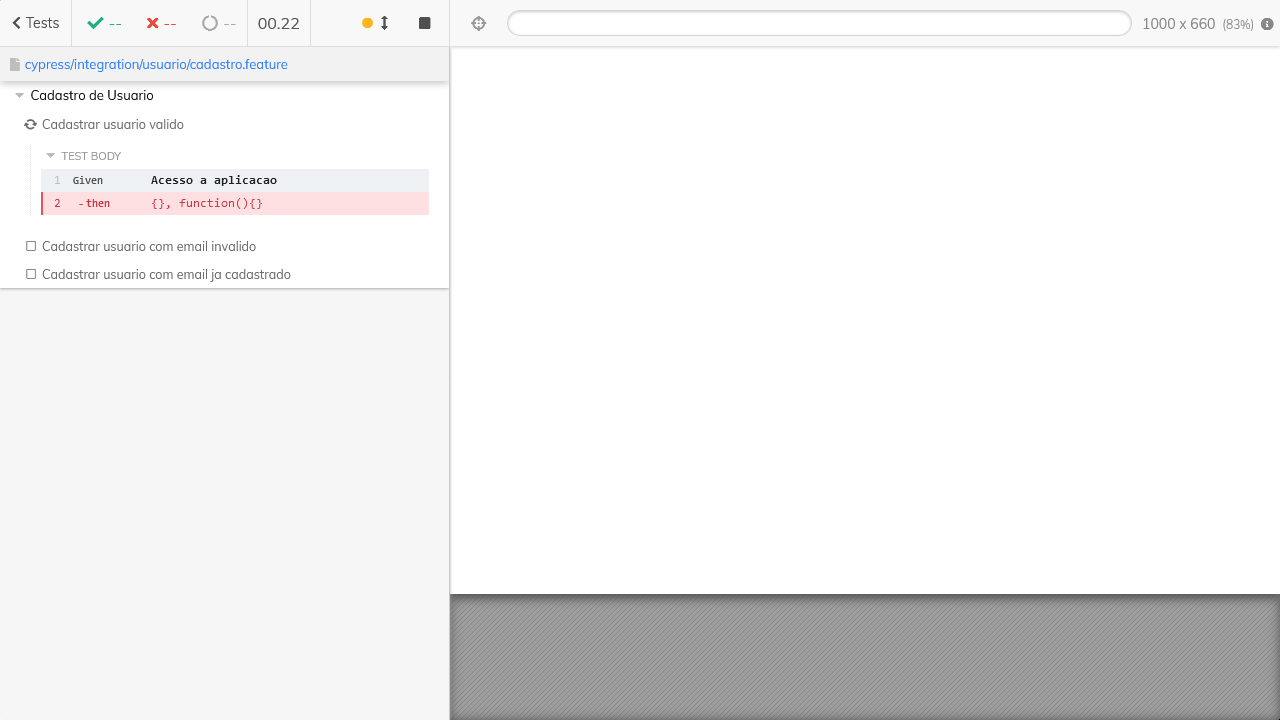 Tests -- -- -- 00.22 1000 x 660 (83%)
cypress/integration/usuario/cadastro.feature
Cadastro de Usuario
Cadastrar usuario valido
TEST BODY
1 Given Acesso a aplicacao
2 -then {}, function(){}
Cadastrar usuario com email invalido
Cadastrar usuario com email ja cadastrado